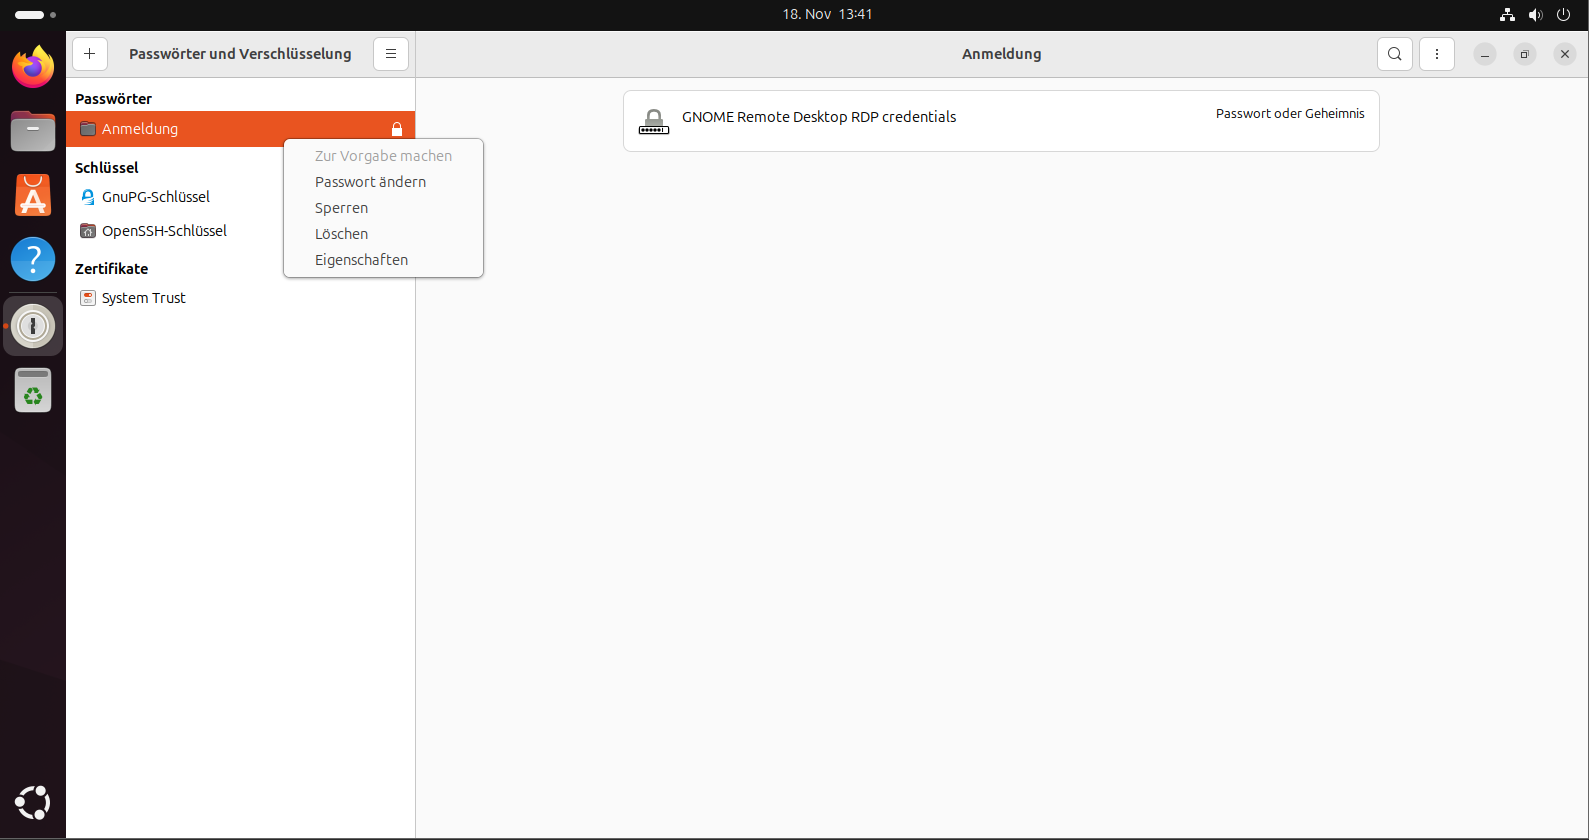 18. Nov 13:41
Passwörter und Verschlüsselung
Anmeldung
Passwörter
Anmeldung
Schlüssel
GnuPG-Schlüssel
OpenSSH-Schlüssel
Zertifikate
System Trust
Zur Vorgabe machen
Passwort ändern
Sperren
Löschen
Eigenschaften
GNOME Remote Desktop RDP credentials
Passwort oder Geheimnis